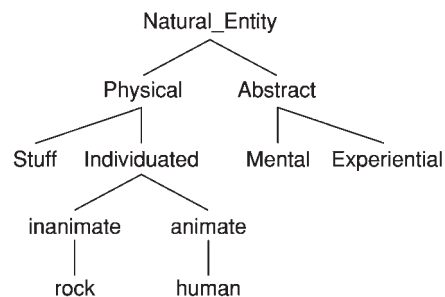 Natural_Entity
Physical Abstract
Stuff Individuated Mental Experiential
inanimate animate
rock human